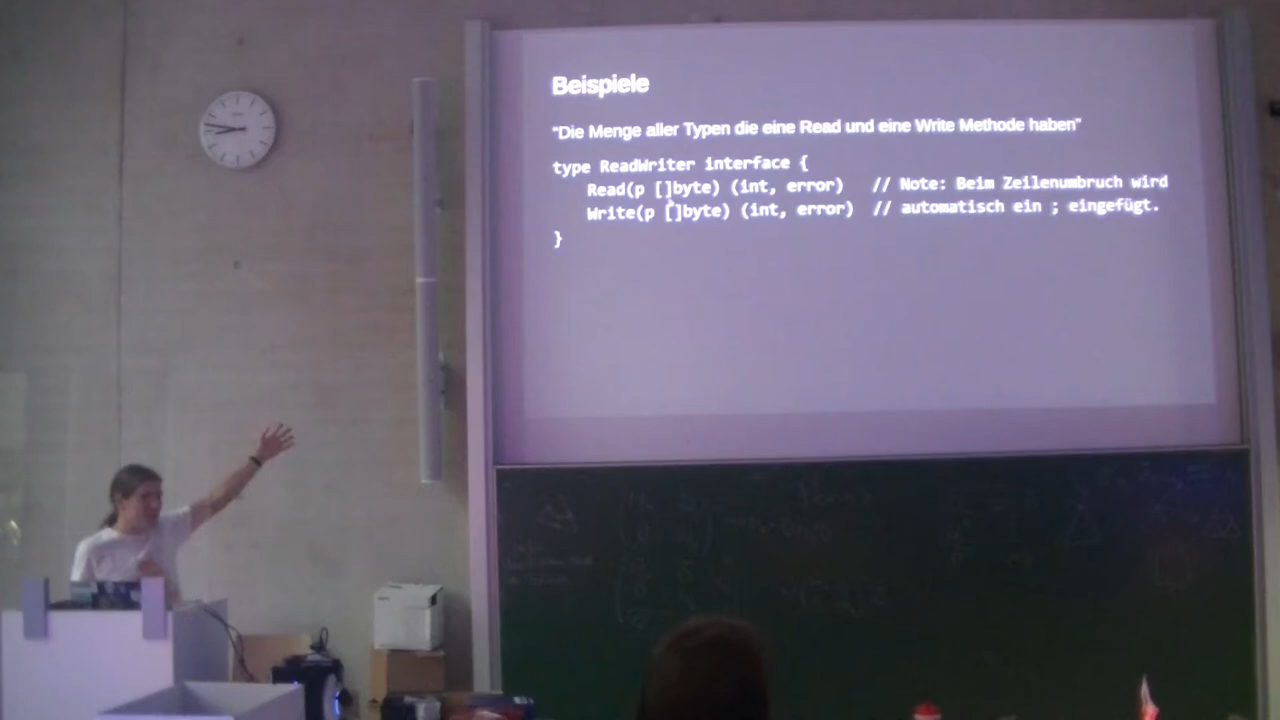 Beispiele
“Die Menge aller Typen die eine Read und eine Write Methode haben”
type ReadWriter interface {
    Read(p []byte) (int, error)   // Note: Beim Zeilenumbruch wird
    Write(p []byte) (int, error)  // automatisch ein ; eingefügt.
}